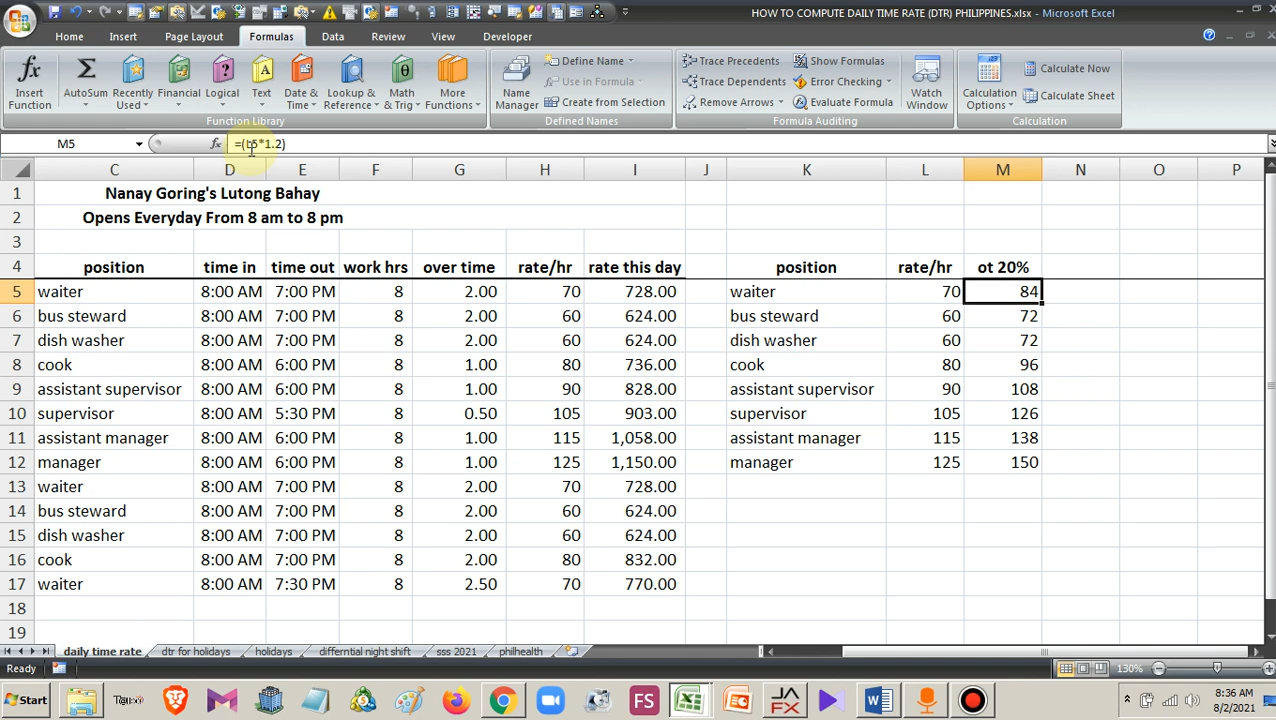 HOW TO COMPUTE DAILY TIME RATE (DTR) PHILIPPINES.xlsx - Microsoft Excel
Home Insert Page Layout Formulas Data Review View Developer
Insert Function
AutoSum
Recently Used
Financial
Logical
Text
Date & Time
Lookup & Reference
Math & Trig
More Functions
Function Library
Name Manager
Define Name
Use in Formula
Create from Selection
Defined Names
Trace Precedents
Trace Dependents
Remove Arrows
Show Formulas
Error Checking
Evaluate Formula
Formula Auditing
Watch Window
Calculation Options
Calculate Now
Calculate Sheet
Calculation
M5 fx =(L5*1.2)
C D E F G H I J K L M N O P
1 Nanay Goring's Lutong Bahay
2 Opens Everyday From 8 am to 8 pm
3
4 position time in time out work hrs over time rate/hr rate this day position rate/hr ot 20%
5 waiter 8:00 AM 7:00 PM 8 2.00 70 728.00 waiter 70 84
6 bus steward 8:00 AM 7:00 PM 8 2.00 60 624.00 bus steward 60 72
7 dish washer 8:00 AM 7:00 PM 8 2.00 60 624.00 dish washer 60 72
8 cook 8:00 AM 6:00 PM 8 1.00 80 736.00 cook 80 96
9 assistant supervisor 8:00 AM 6:00 PM 8 1.00 90 828.00 assistant supervisor 90 108
10 supervisor 8:00 AM 5:30 PM 8 0.50 105 903.00 supervisor 105 126
11 assistant manager 8:00 AM 6:00 PM 8 1.00 115 1,058.00 assistant manager 115 138
12 manager 8:00 AM 6:00 PM 8 1.00 125 1,150.00 manager 125 150
13 waiter 8:00 AM 7:00 PM 8 2.00 70 728.00
14 bus steward 8:00 AM 7:00 PM 8 2.00 60 624.00
15 dish washer 8:00 AM 7:00 PM 8 2.00 60 624.00
16 cook 8:00 AM 7:00 PM 8 2.00 80 832.00
17 waiter 8:00 AM 7:30 PM 8 2.50 70 770.00
18
19
daily time rate dtr for holidays holidays differntial night shift sss 2021 philhealth
Ready 130%
Start FS JA FX 8:36 AM
8/2/2021